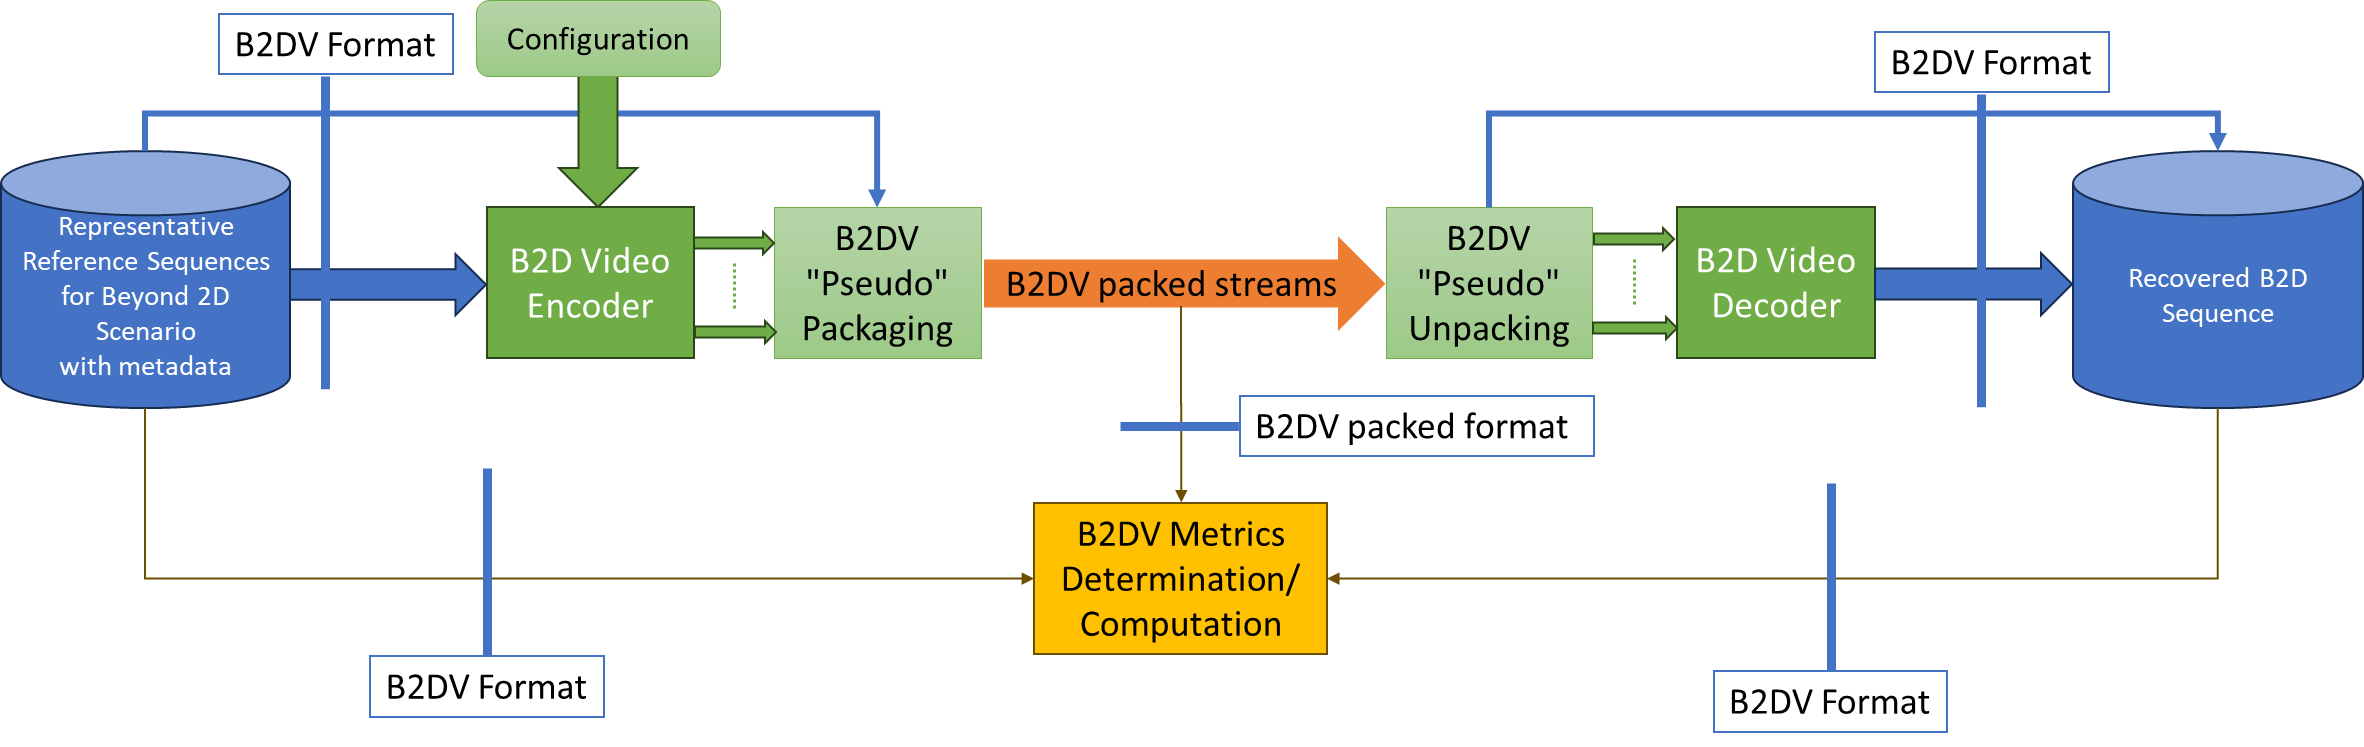 B2DV Format
Configuration
B2DV Format
Representative
Reference Sequences
for Beyond 2D
Scenario
with metadata
B2D Video
Encoder
B2DV
"Pseudo"
Packaging
B2DV packed streams
B2DV
"Pseudo"
Unpacking
B2D Video
Decoder
Recovered B2D
Sequence
B2DV packed format
B2DV Metrics
Determination/
Computation
B2DV Format
B2DV Format